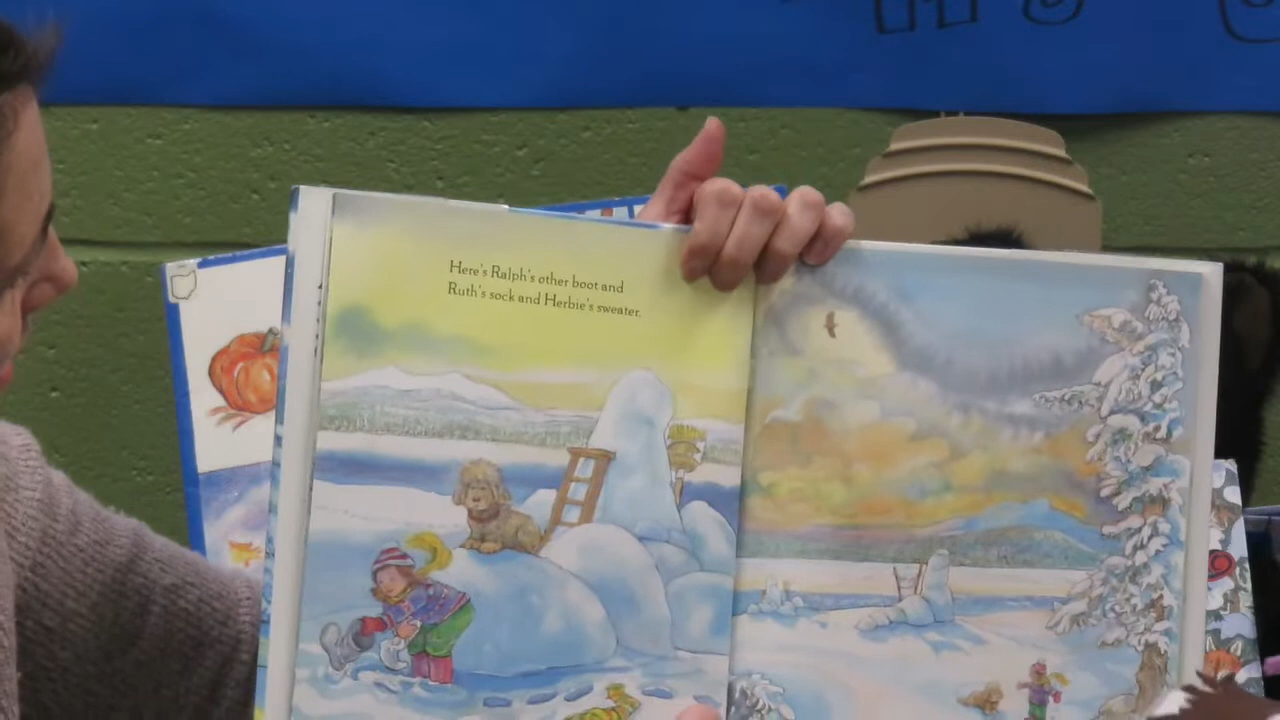 Here's Ralph's other boot and
Ruth's sock and Herbie's sweater.